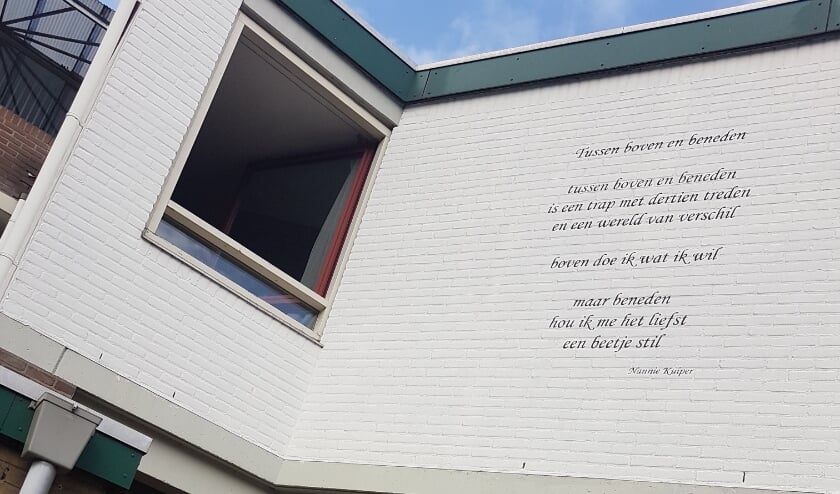 Tussen boven en beneden
tussen boven en beneden
is een trap met dertien treden
en een wereld van verschil
boven doe ik wat ik wil
maar beneden
hou ik me het liefst
een beetje stil
Nannie Kuiper